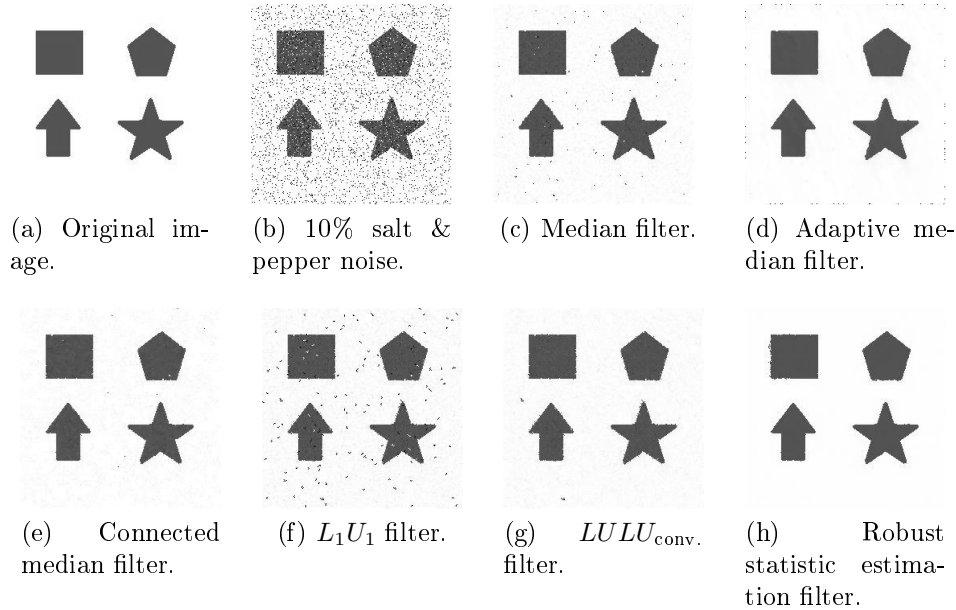 (a) Original im-
age.
(b) 10% salt &
pepper noise.
(c) Median filter.
(d) Adaptive me-
dian filter.
(e) Connected
median filter.
(f) L₁U₁ filter.
(g) LULU_conv.
filter.
(h) Robust
statistic estima-
tion filter.